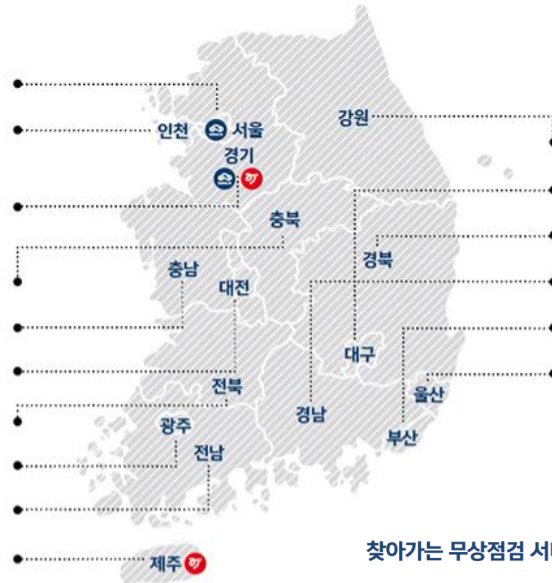 강원
인천 서울
경기
충북
경북
충남
대전
대구
전북
울산
경남
광주
부산
전남
찾아가는 무상점검
제주